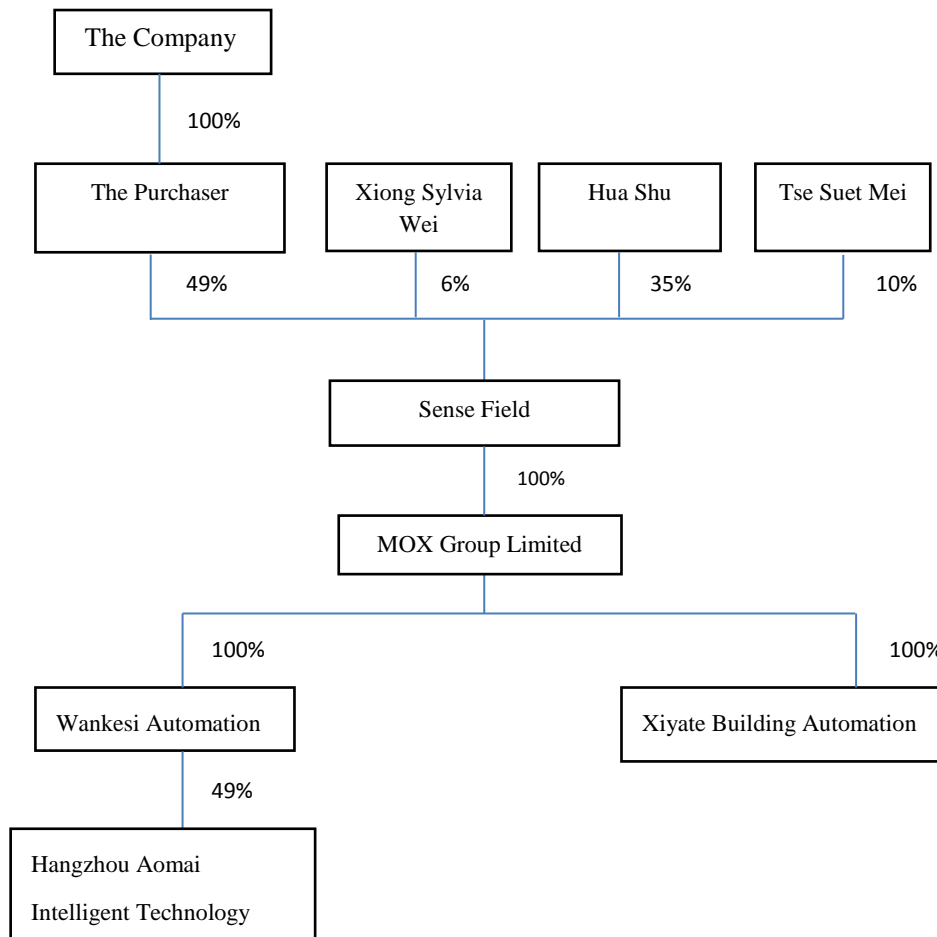 The Company
100%
The Purchaser
Xiong Sylvia
Wei
Hua Shu
Tse Suet Mei
49%
6%
35%
10%
Sense Field
100%
MOX Group Limited
100%
100%
Wankesi Automation
Xiyate Building Automation
49%
Hangzhou Aomai
Intelligent Technology